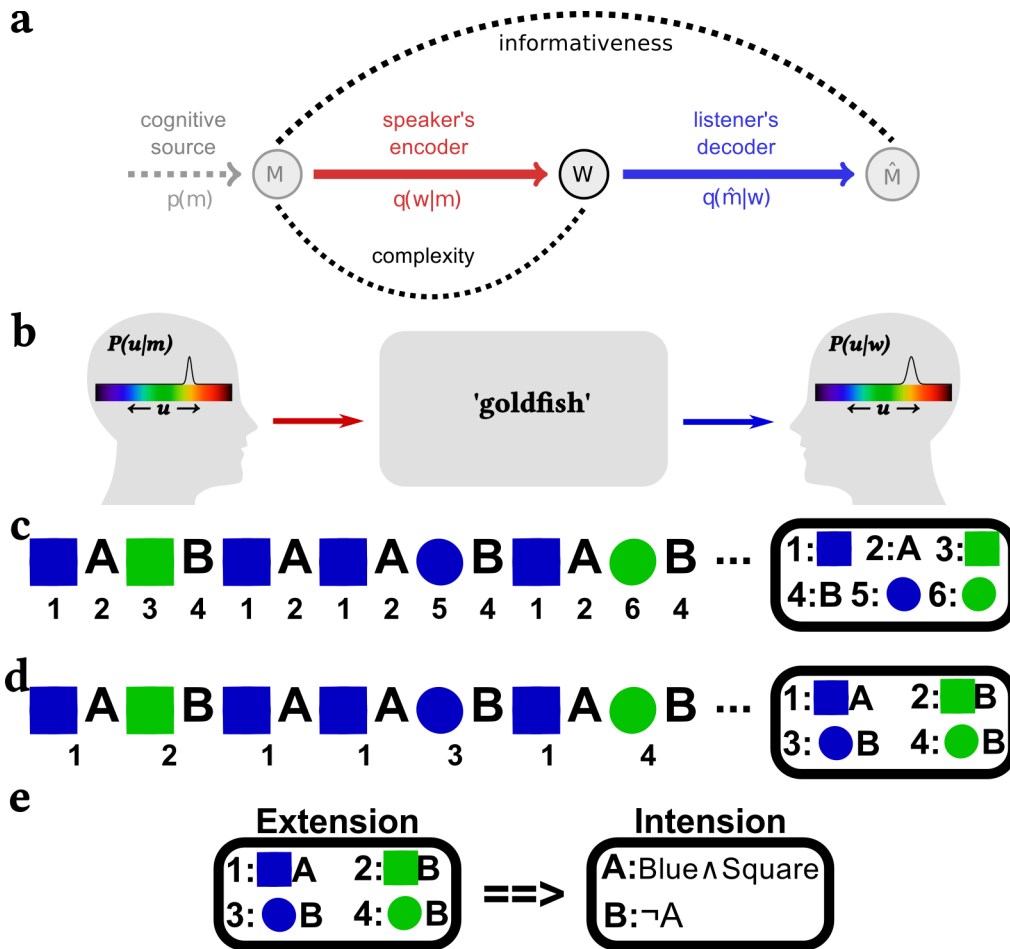 a
informativeness
cognitive source
speaker's encoder
listener's decoder
M
W
M̂
p(m)
q(w|m)
q(m̂|w)
complexity
b
P(u|m)
← u →
'goldfish'
P(u|w)
← u →
c
A B A A B A B ...
1 2 3 4 1 2 1 2 5 4 1 2 6 4
1: 2:A 3:
4:B 5: 6:
d
A B A A B A B ...
1 2 1 1 3 1 4
1: A 2: B
3: B 4: B
e
Extension
1: A 2: B
3: B 4: B
==>
Intension
A:Blue∧Square
B:¬A